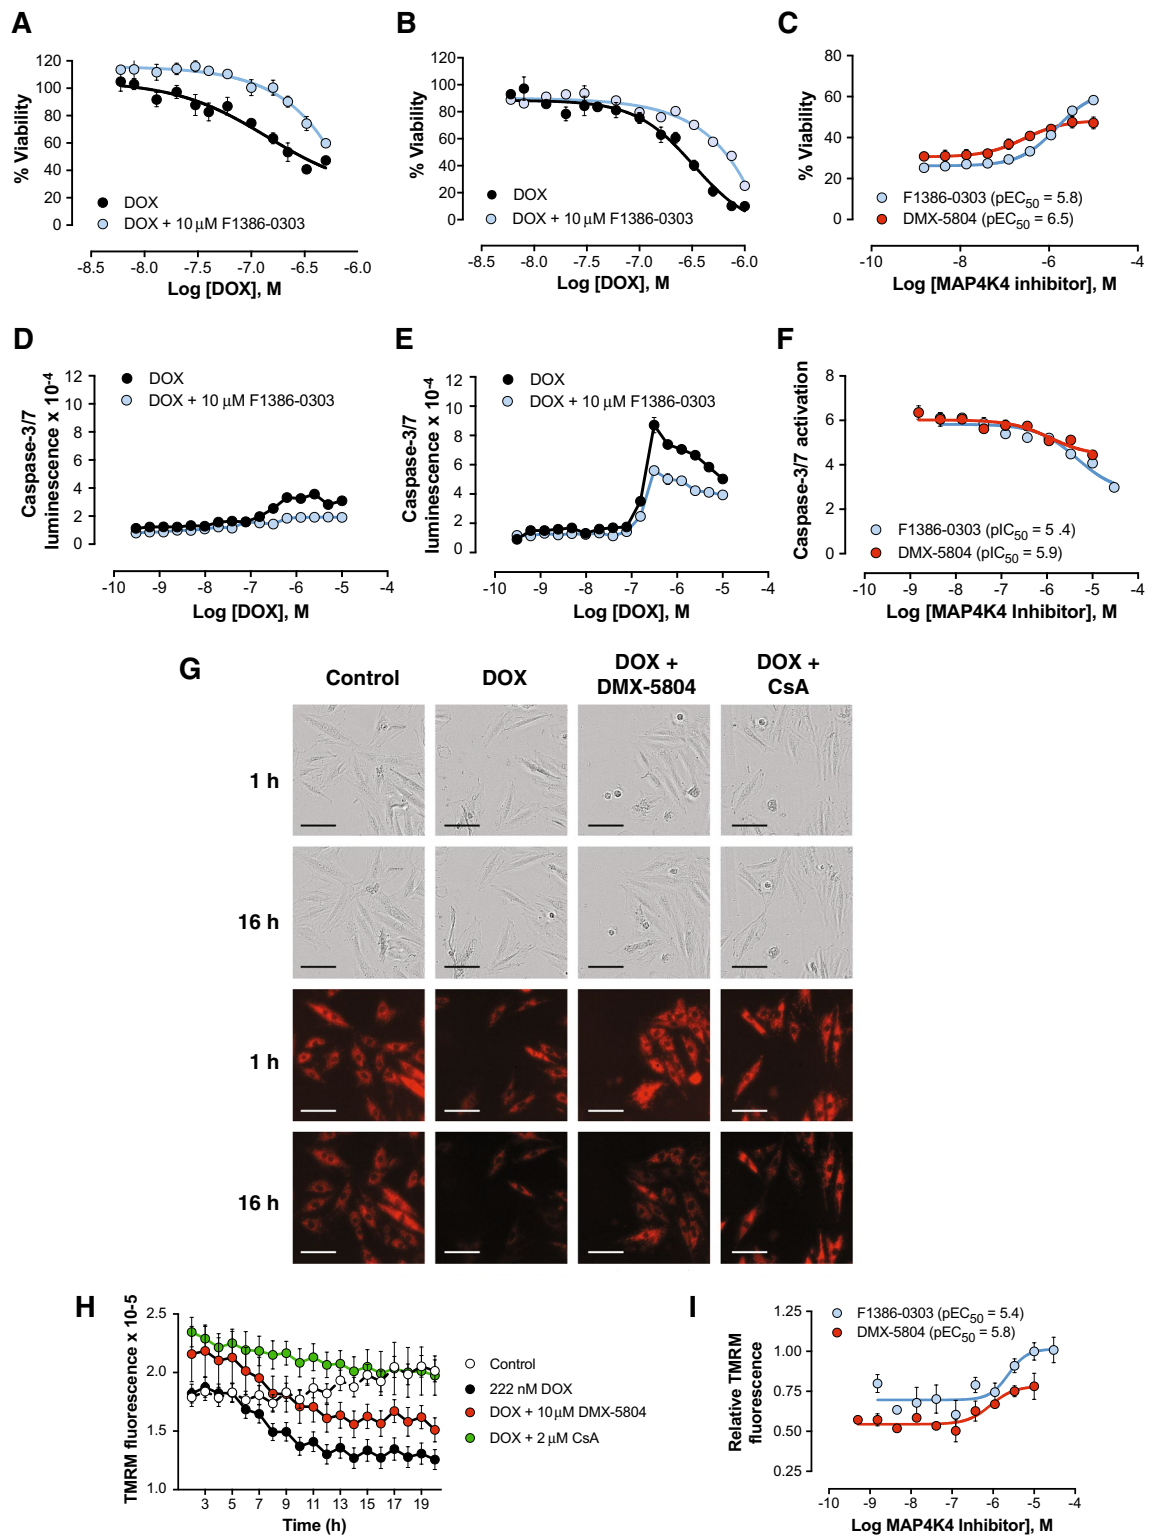 A
% Viability
120
100
80
60
40
20
0
DOX
DOX + 10 μM F1386-0303
-8.5 -8.0 -7.5 -7.0 -6.5 -6.0
Log [DOX], M
B
% Viability
120
100
80
60
40
20
0
DOX
DOX + 10 μM F1386-0303
-8.5 -8.0 -7.5 -7.0 -6.5 -6.0
Log [DOX], M
C
% Viability
80
60
40
20
0
F1386-0303 (pEC50 = 5.8)
DMX-5804 (pEC50 = 6.5)
-10 -8 -6 -4
Log [MAP4K4 inhibitor], M
D
Caspase-3/7
luminescence x 10-4
12
10
8
6
4
2
0
DOX
DOX + 10 μM F1386-0303
-10 -9 -8 -7 -6 -5 -4
Log [DOX], M
E
Caspase-3/7
luminescence x 10-4
12
10
8
6
4
2
0
DOX
DOX + 10 μM F1386-0303
-10 -9 -8 -7 -6 -5 -4
Log [DOX], M
F
Caspase-3/7 activation
8
6
4
2
0
F1386-0303 (pIC50 = 5 .4)
DMX-5804 (pIC50 = 5.9)
-10 -9 -8 -7 -6 -5 -4
Log [MAP4K4 Inhibitor], M
G
Control
DOX
DOX +
DMX-5804
DOX +
CsA
1 h
16 h
1 h
16 h
H
TMRM fluorescence x 10-5
2.5
2.0
1.5
1.0
3 5 7 9 11 13 15 17 19
Time (h)
Control
222 nM DOX
DOX + 10 μM DMX-5804
DOX + 2 μM CsA
I
Relative TMRM
fluorescence
1.25
1.00
0.75
0.50
0.25
F1386-0303 (pEC50 = 5.4)
DMX-5804 (pEC50 = 5.8)
-10 -9 -8 -7 -6 -5 -4
Log MAP4K4 Inhibitor], M